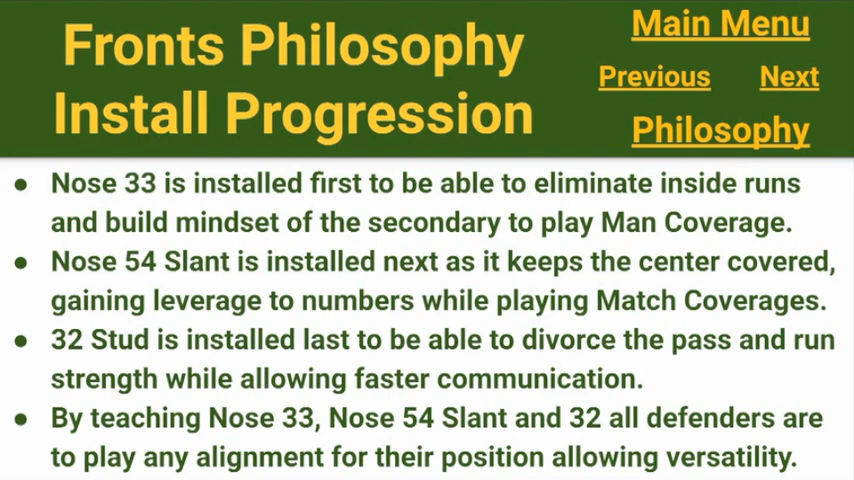 Fronts Philosophy
Install Progression
Main Menu
Previous Next
Philosophy
● Nose 33 is installed first to be able to eliminate inside runs
and build mindset of the secondary to play Man Coverage.
● Nose 54 Slant is installed next as it keeps the center covered,
gaining leverage to numbers while playing Match Coverages.
● 32 Stud is installed last to be able to divorce the pass and run
strength while allowing faster communication.
● By teaching Nose 33, Nose 54 Slant and 32 all defenders are
to play any alignment for their position allowing versatility.